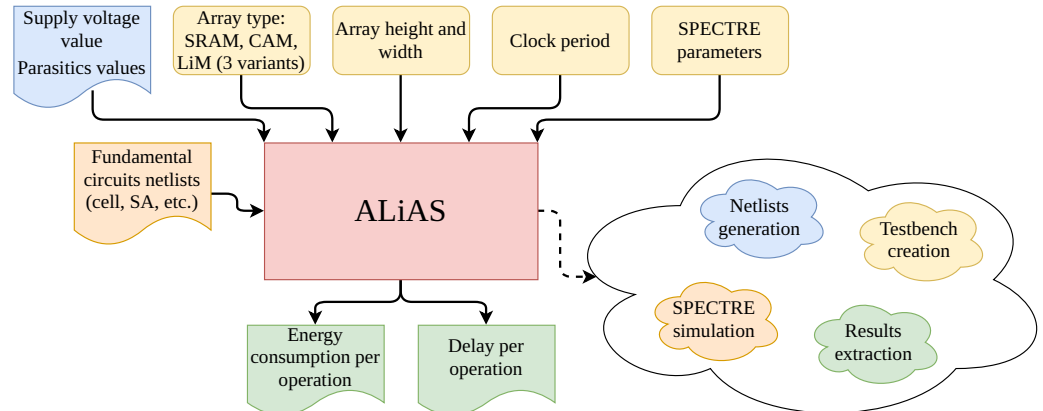 Supply voltage
value
Parasitics values
Array type:
SRAM, CAM,
LiM (3 variants)
Array height and
width
Clock period
SPECTRE
parameters
Fundamental
circuits netlists
(cell, SA, etc.)
ALiAS
Netlists
generation
Testbench
creation
SPECTRE
simulation
Results
extraction
Energy
consumption per
operation
Delay per
operation